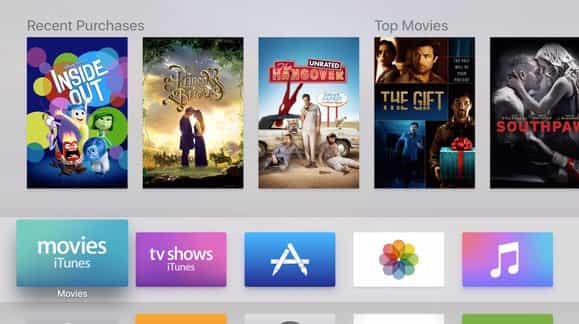 Recent Purchases
Top Movies
INSIDE
OUT
The
Princess
Bride
The
HANGOVER
UNRATED
THE GIFT
SOUTHPAW
movies
iTunes
tv shows
iTunes
Movies